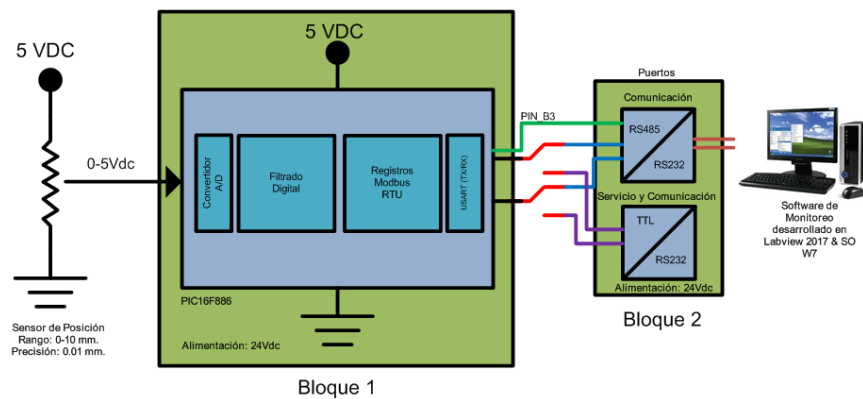 5 VDC
0-5Vdc
Sensor de Posición
Rango: 0-10 mm.
Precisión: 0.01 mm.
5 VDC
Convertidor
A/D
Filtrado
Digital
Registros
Modbus
RTU
USART (TX/RX)
PIC16F886
Alimentación: 24Vdc
Bloque 1
PIN_B3
Puertos
Comunicación
RS485
RS232
Servicio y Comunicación
TTL
RS232
Alimentación: 24Vdc
Bloque 2
Software de
Monitoreo
desarrollado en
Labview 2017 & SO
W7